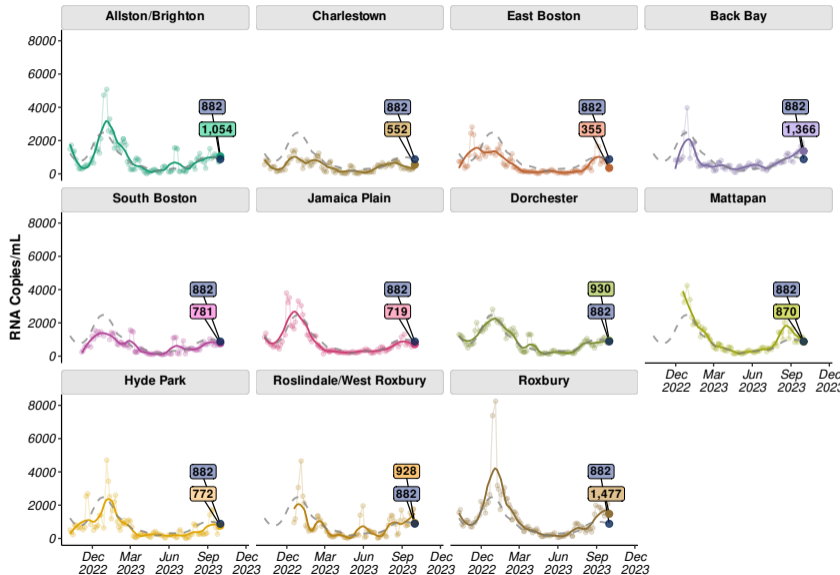 Allston/Brighton Charlestown East Boston Back Bay
8000
6000
4000
2000
0
882 882 882 882
1,054 552 355 1,366
South Boston Jamaica Plain Dorchester Mattapan
8000
6000
4000
2000
0
882 882 930 882
781 719 882 870
RNA Copies/mL
Dec 2022 Mar 2023 Jun 2023 Sep 2023 Dec
Hyde Park Roslindale/West Roxbury Roxbury
8000
6000
4000
2000
0
882 928 882
772 882 1,477
Dec Mar Jun Sep Dec Dec Mar Jun Sep Dec Dec Mar Jun Sep Dec
2022 2023 2023 2023 2023 2022 2023 2023 2023 2023 2022 2023 2023 2023 2023